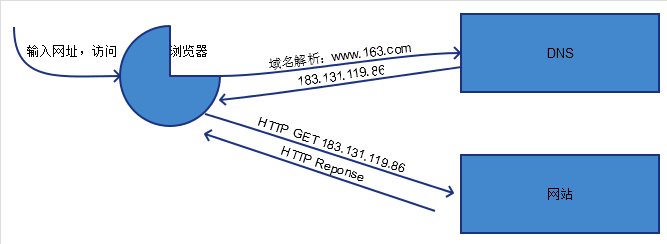 输入网址，访问
浏览器
域名解析：www.163.com
183.131.119.86
DNS
HTTP GET 183.131.119.86
HTTP Reponse
网站